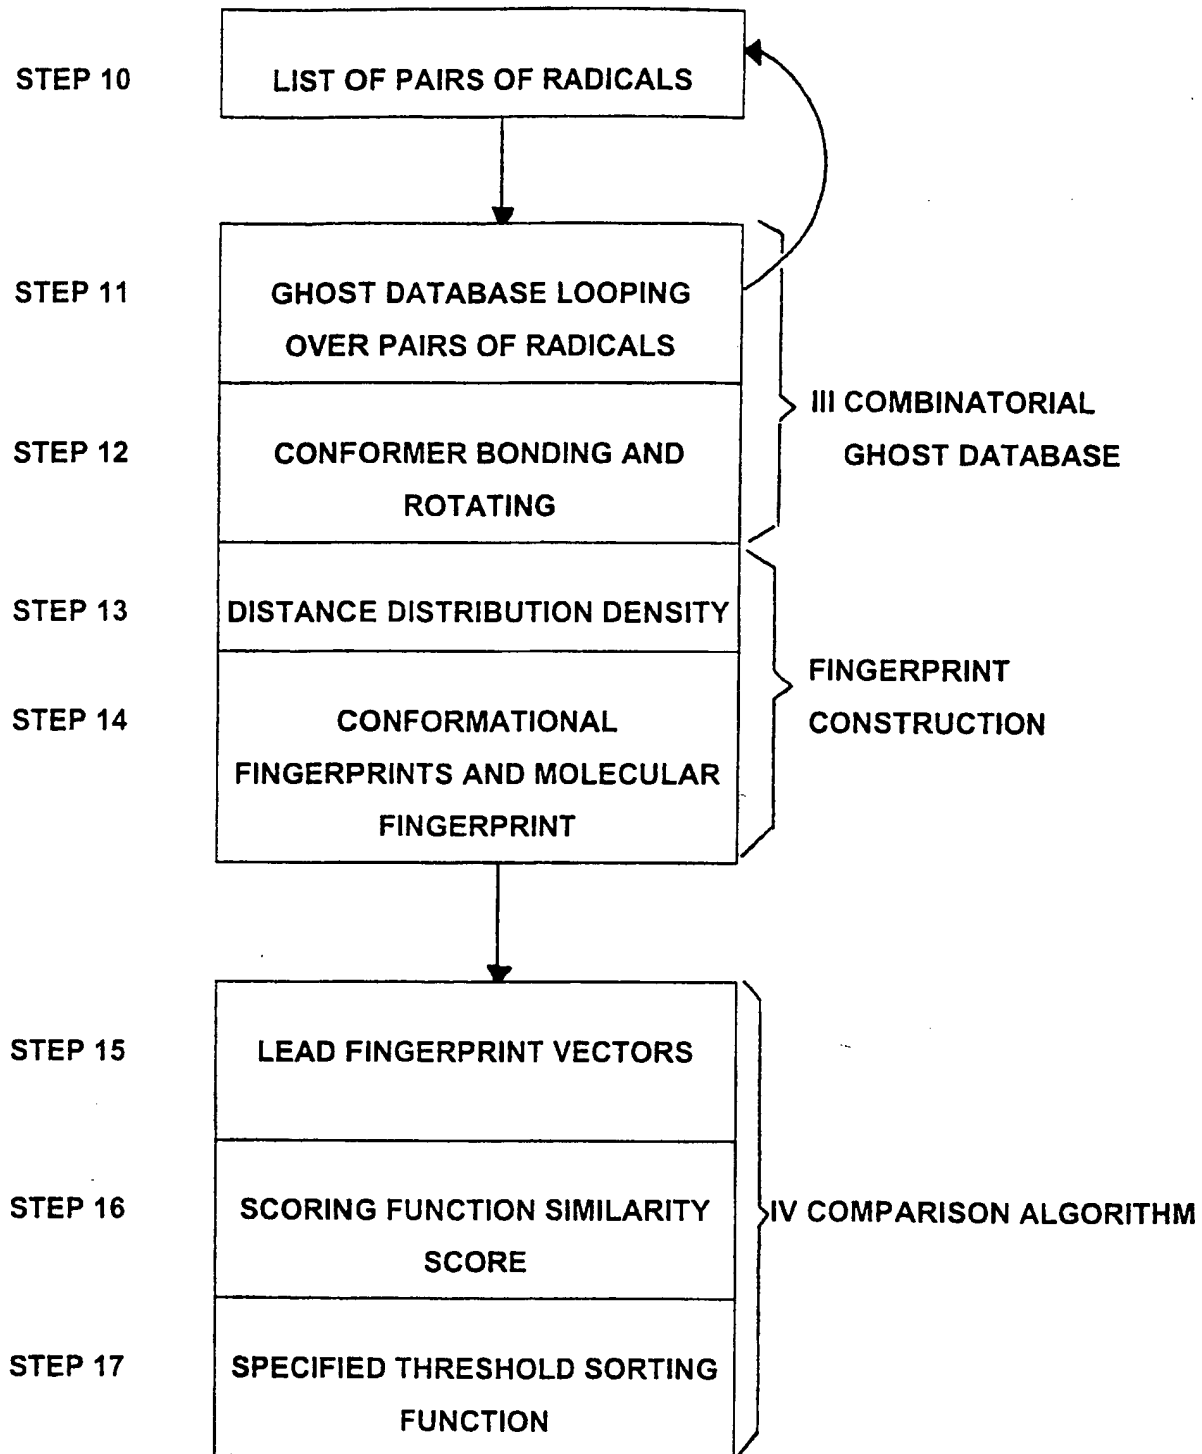 STEP 10
LIST OF PAIRS OF RADICALS
STEP 11
GHOST DATABASE LOOPING
OVER PAIRS OF RADICALS
STEP 12
CONFORMER BONDING AND
ROTATING
III COMBINATORIAL
GHOST DATABASE
STEP 13
DISTANCE DISTRIBUTION DENSITY
STEP 14
CONFORMATIONAL
FINGERPRINTS AND MOLECULAR
FINGERPRINT
FINGERPRINT
CONSTRUCTION
STEP 15
LEAD FINGERPRINT VECTORS
STEP 16
SCORING FUNCTION SIMILARITY
SCORE
STEP 17
SPECIFIED THRESHOLD SORTING
FUNCTION
IV COMPARISON ALGORITHM